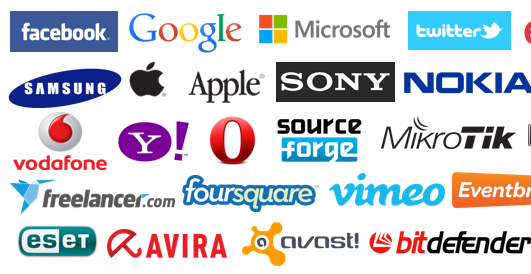 facebook Google Microsoft twitter
SAMSUNG Apple SONY NOKIA
vodafone Y! O source forge MikroTik
freelancer.com foursquare vimeo Eventbr
eset AVIRA avast! bitdefender